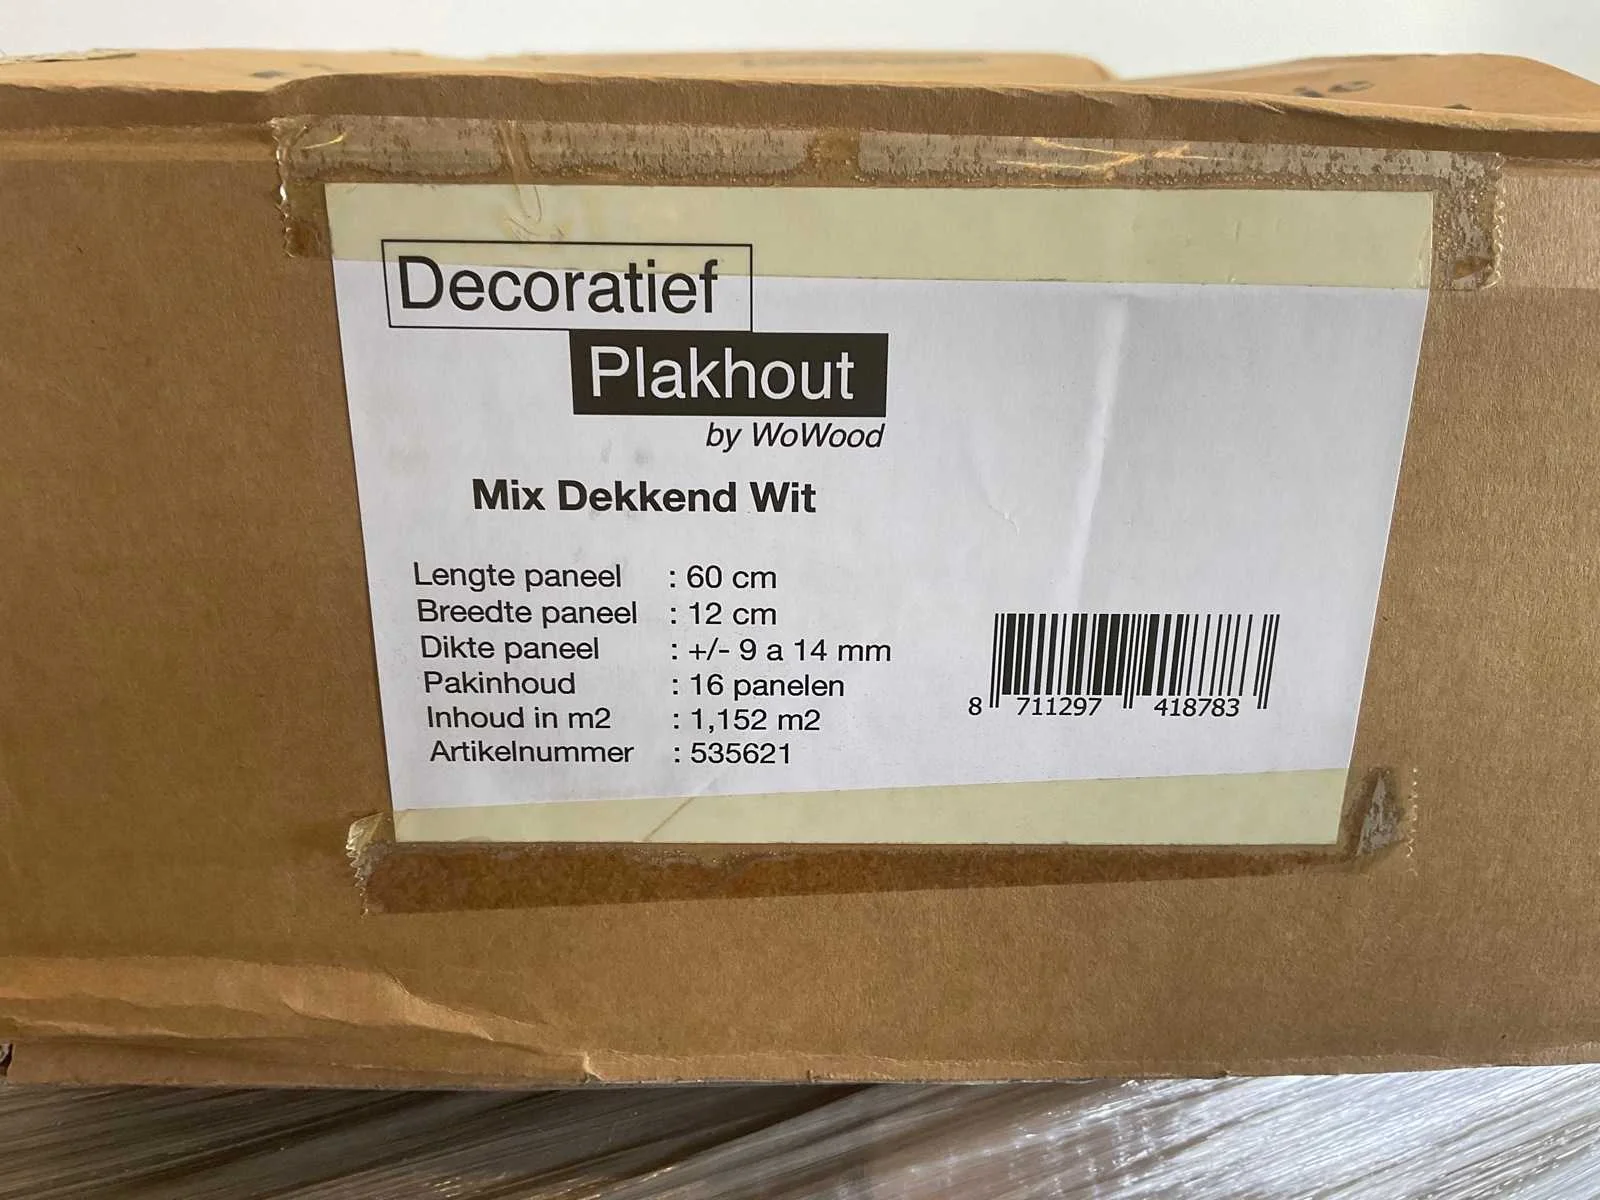 Decoratief
Plakhout
by WoWood
Mix Dekkend Wit
Lengte paneel : 60 cm
Breedte paneel : 12 cm
Dikte paneel : +/- 9 a 14 mm
Pakinhoud : 16 panelen
Inhoud in m2 : 1,152 m2
Artikelnummer : 535621
8 711297 418783